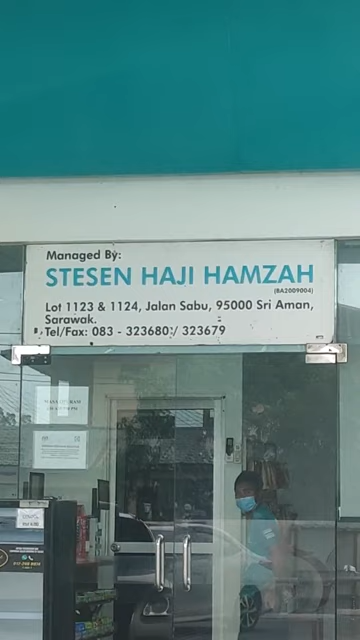 Managed By:
STESEN HAJI HAMZAH
(RA2009004)
Lot 1123 & 1124, Jalan Sabu, 95000 Sri Aman,
Sarawak.
Tel/Fax: 083 - 323680 / 323679